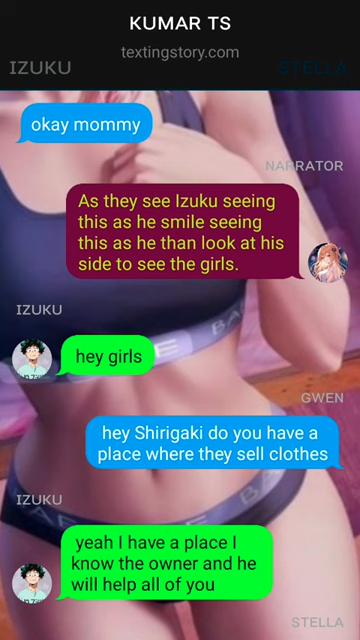 KUMAR TS
textingstory.com
IZUKU
STELLA
okay mommy
NARRATOR
As they see Izuku seeing
this as he smile seeing
this as he than look at his
side to see the girls.
IZUKU
hey girls
GWEN
hey Shirigaki do you have a
place where they sell clothes
IZUKU
yeah I have a place I
know the owner and he
will help all of you
STELLA